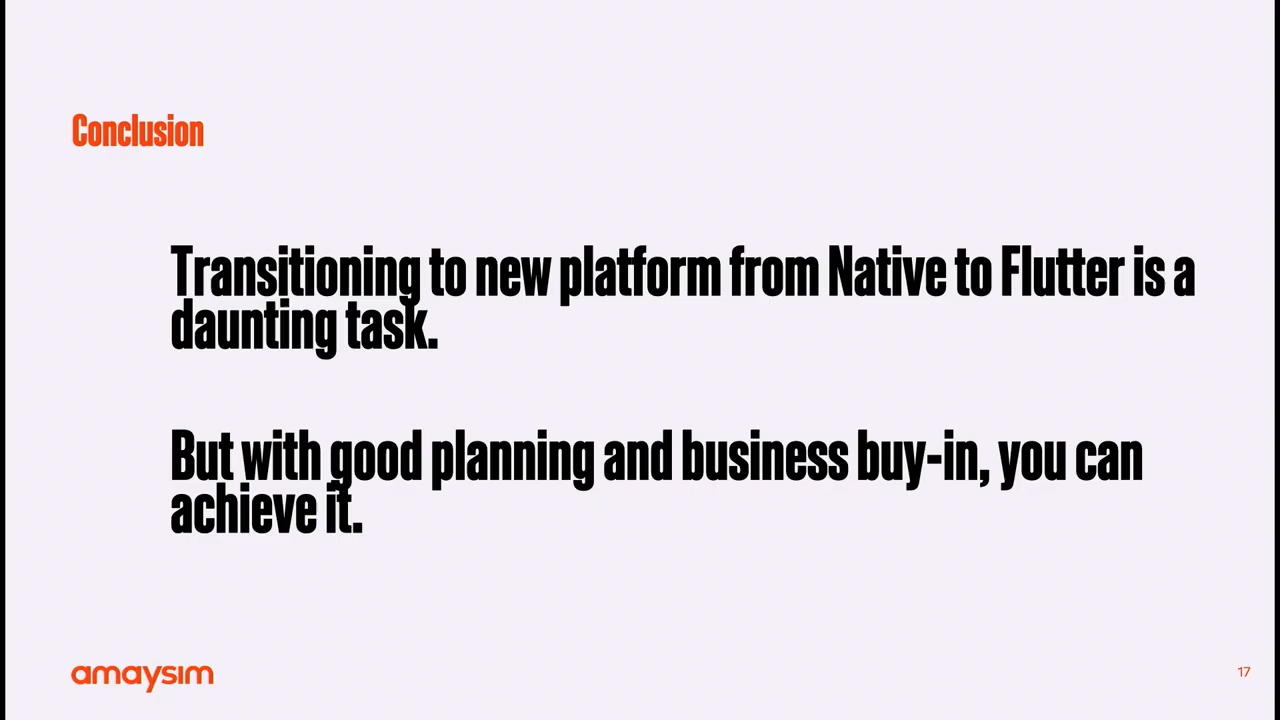 Conclusion
Transitioning to new platform from Native to Flutter is a
daunting task.
But with good planning and business buy-in, you can
achieve it.
amaysim
17